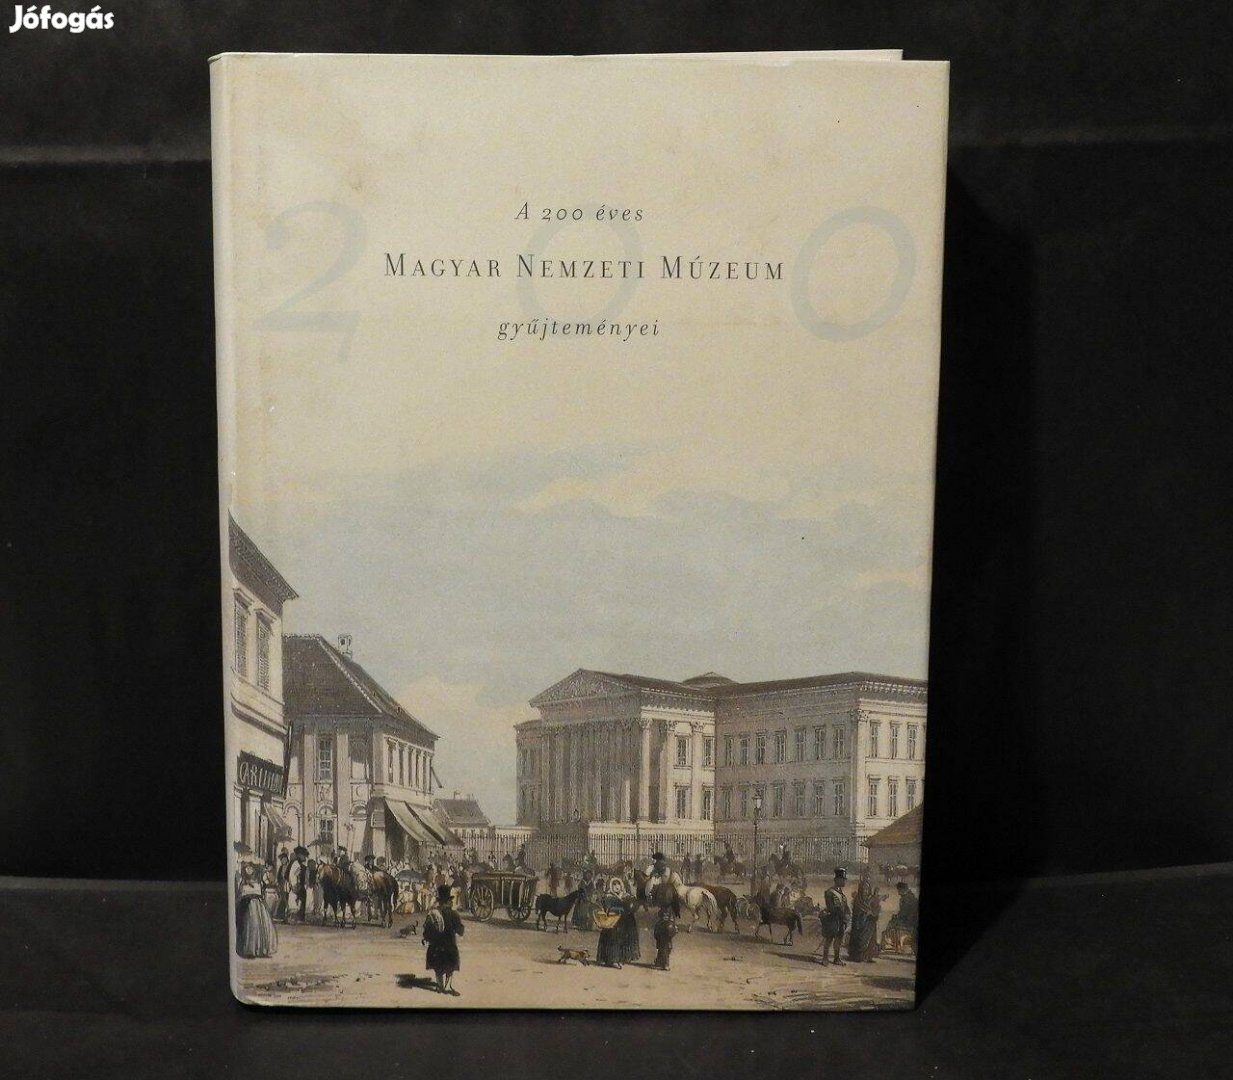 Jófogás
200
A 200 éves
MAGYAR NEMZETI MÚZEUM
gyűjteményei